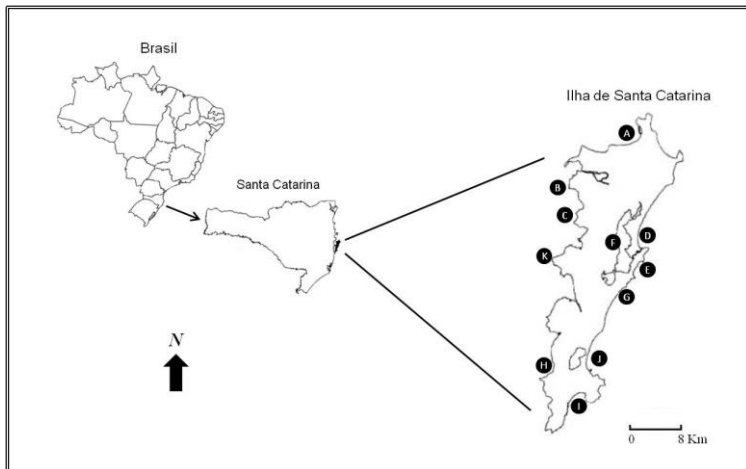 Brasil
Ilha de Santa Catarina
A
Santa Catarina
B
C
F
D
K
E
G
N
H
J
I
0 8 Km